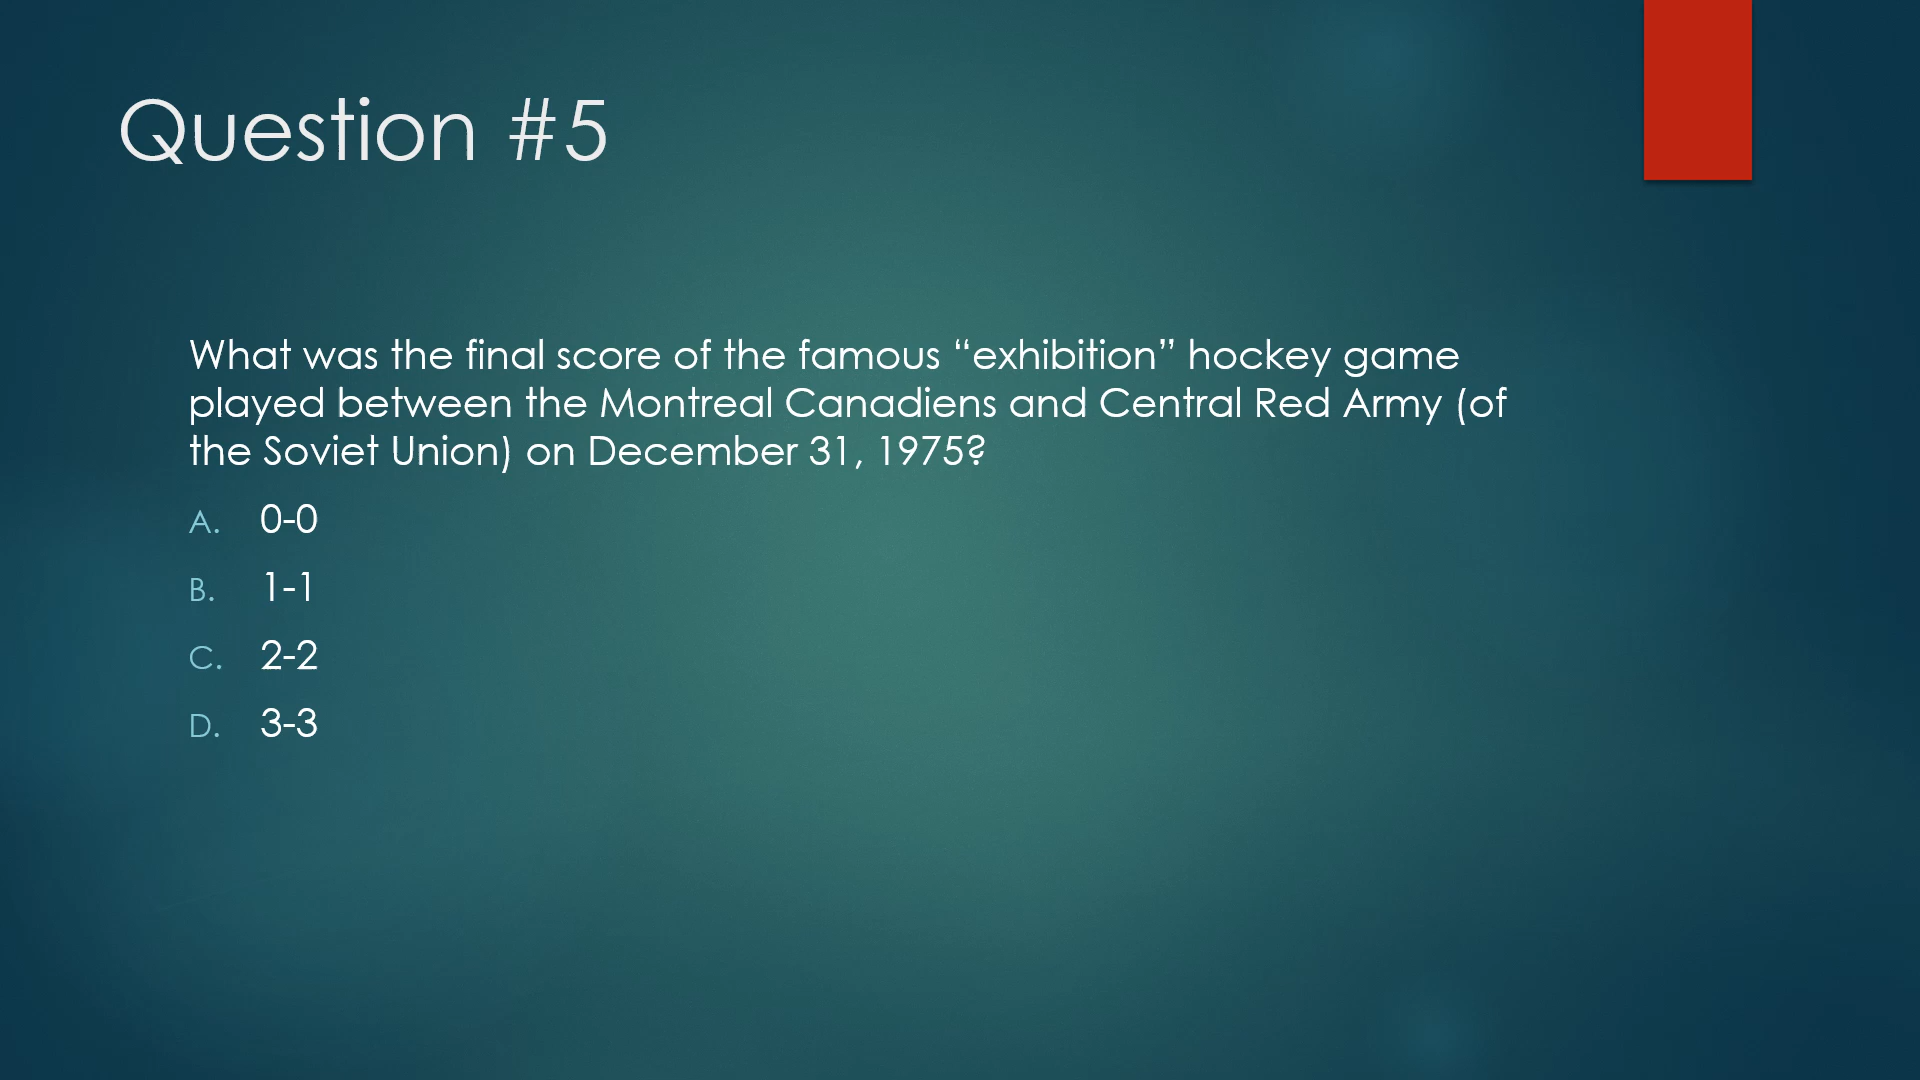 Question #5
What was the final score of the famous “exhibition” hockey game
played between the Montreal Canadiens and Central Red Army (of
the Soviet Union) on December 31, 1975?
A. 0-0
B. 1-1
C. 2-2
D. 3-3